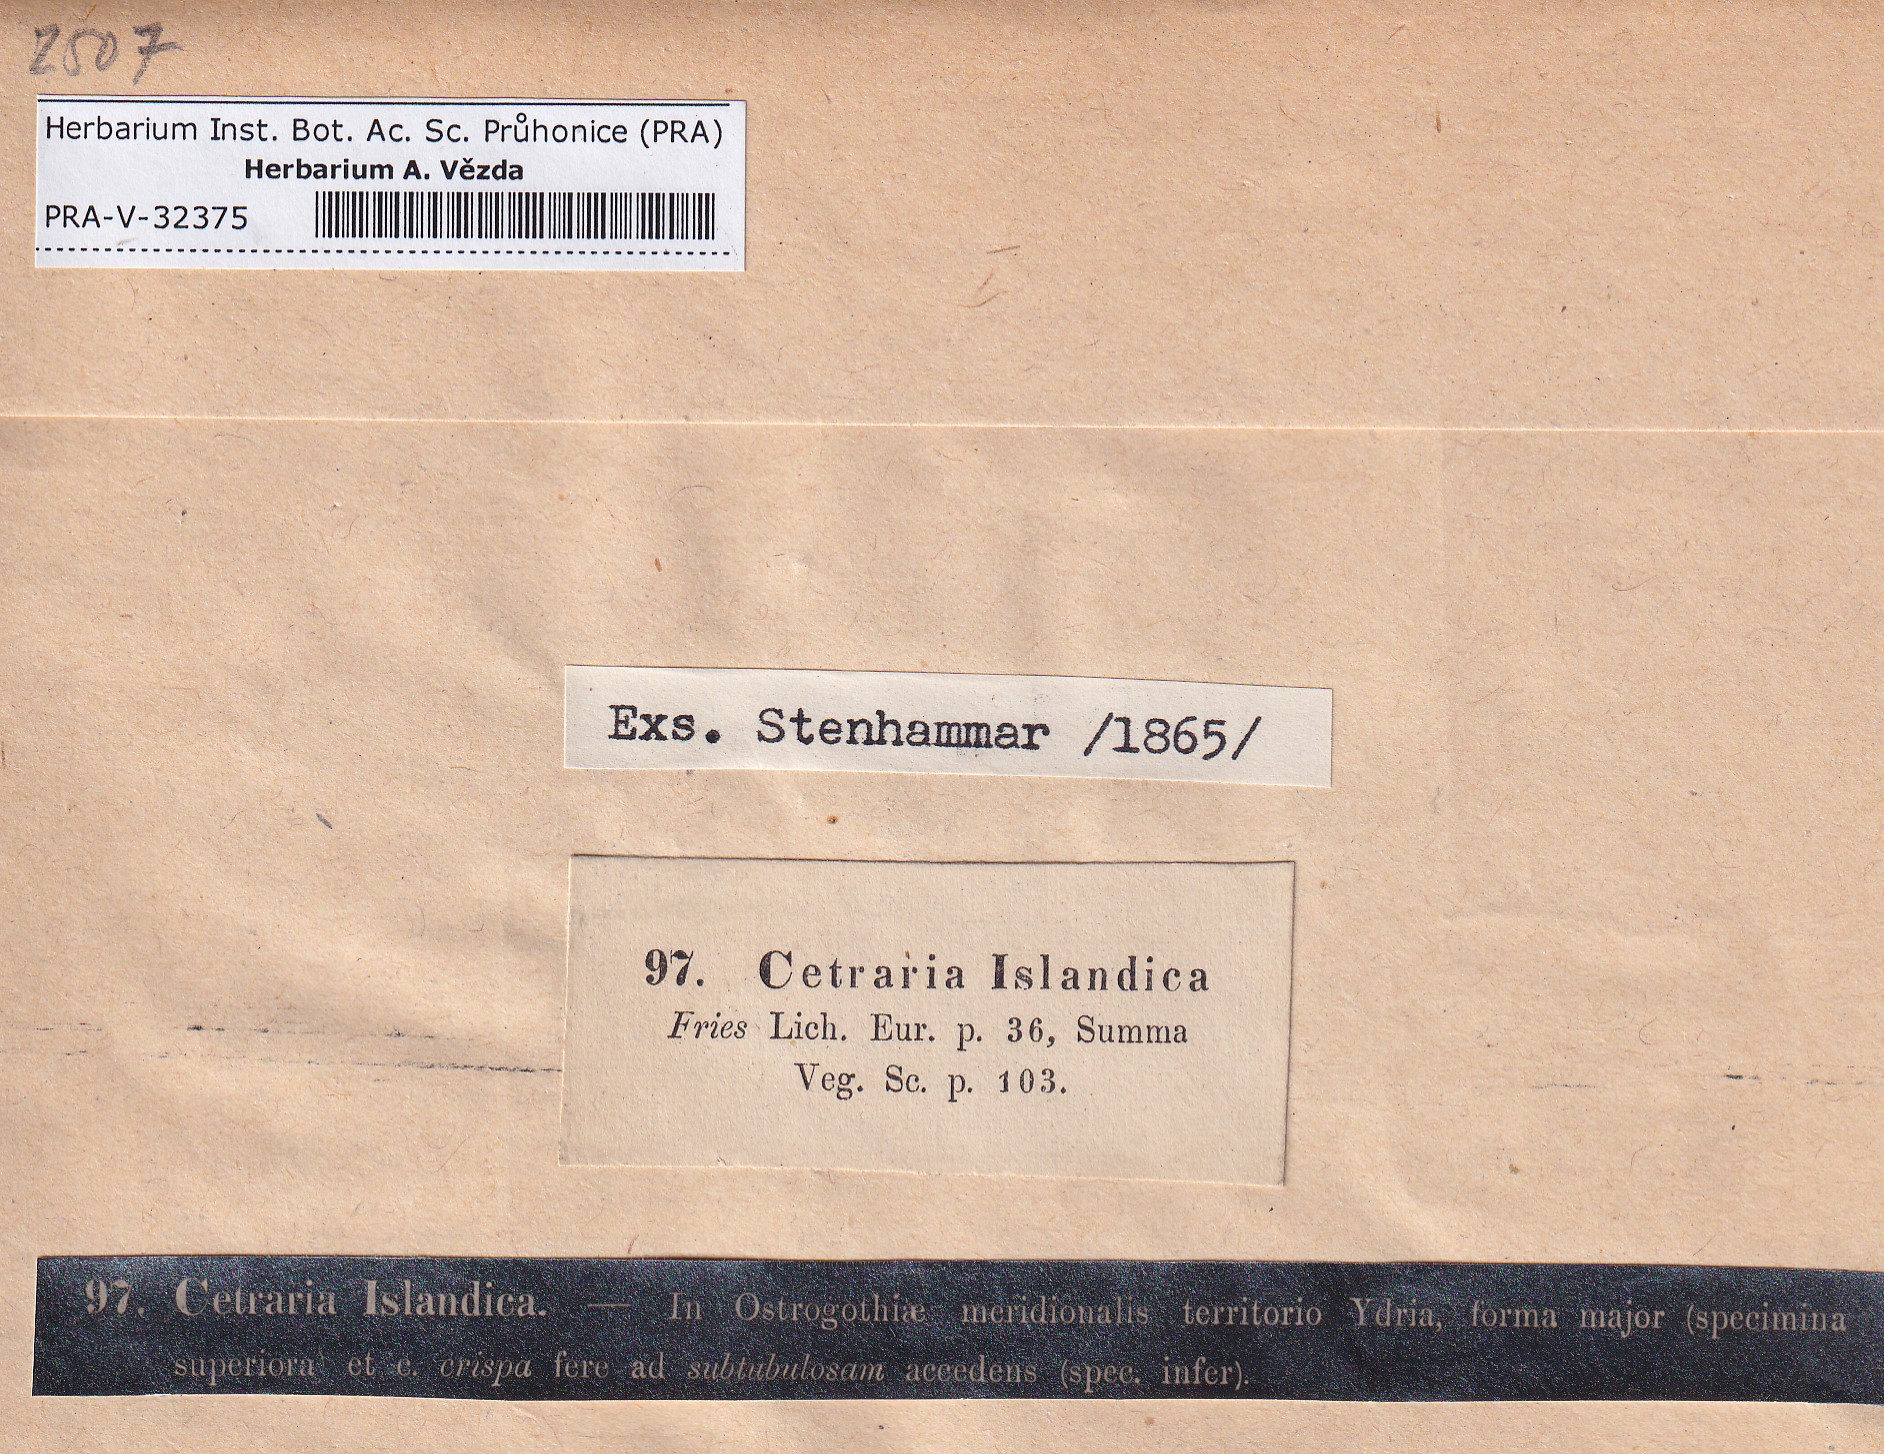 2507
Herbarium Inst. Bot. Ac. Sc. Průhonice (PRA)
Herbarium A. Vězda
PRA-V-32375
Exs. Stenhammar /1865/
97. Cetraria Islandica
Fries Lich. Eur. p. 36, Summa
Veg. Sc. p. 103.
97. Cetraria Islandica. — In Ostrogothiæ meridionalis territorio Ydria, forma major (specimina
superiora et c. crispa fere ad subtubulosam accedens (spec. infer).